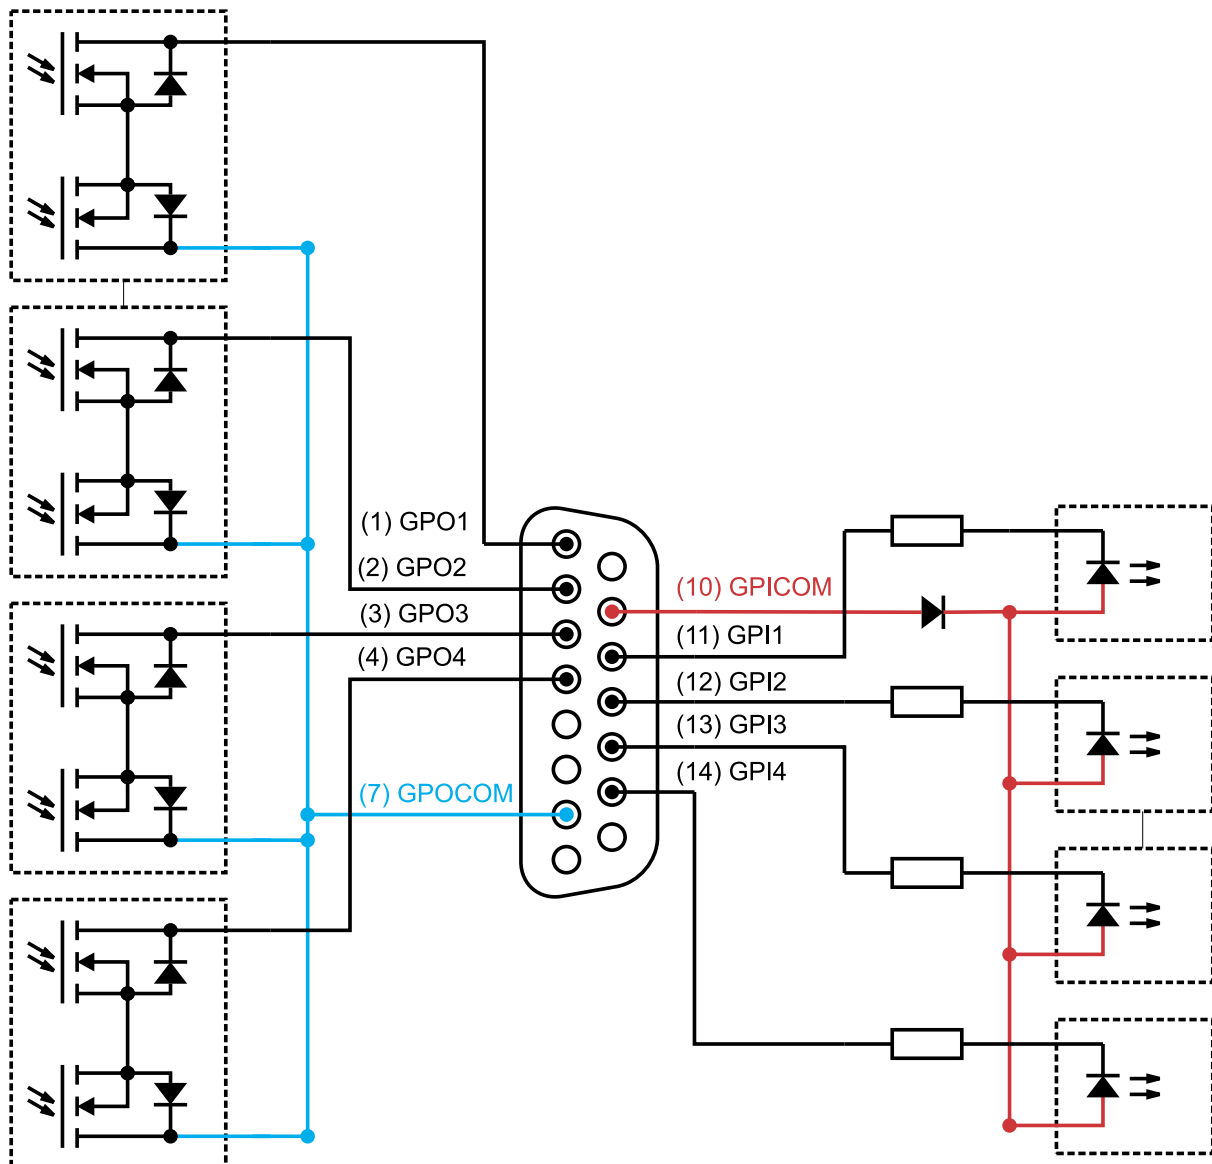 (1) GPO1
(2) GPO2
(3) GPO3
(4) GPO4
(7) GPOCOM
(10) GPICOM
(11) GPI1
(12) GPI2
(13) GPI3
(14) GPI4